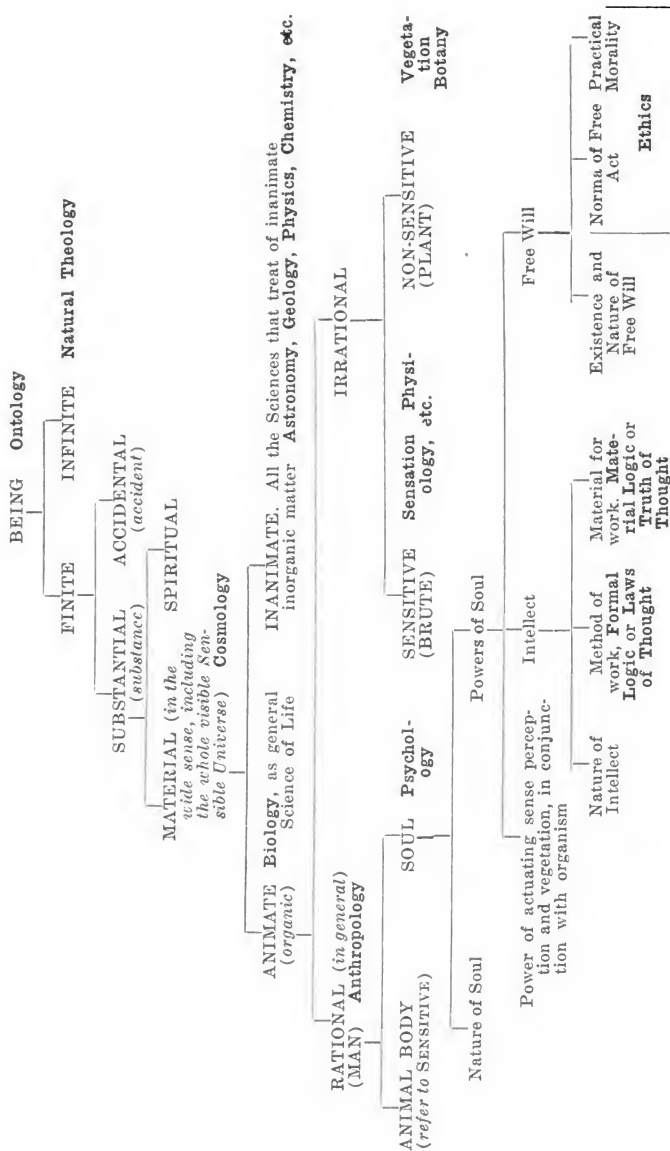 BEING Ontology
FINITE INFINITE Natural Theology
SUBSTANTIAL ACCIDENTAL
(substance) (accident)
MATERIAL (in the SPIRITUAL
wide sense, including
the whole visible Sen-
sible Universe) Cosmology
ANIMATE Biology, as general INANIMATE. All the Sciences that treat of inanimate
(organic) Science of Life inorganic matter Astronomy, Geology, Physics, Chemistry, etc.
RATIONAL (in general) IRRATIONAL
(MAN) Anthropology
ANIMAL BODY SOUL Psychol-
(refer to SENSITIVE) ogy
SENSITIVE Sensation Physi-
(BRUTE) ology, etc.
NON-SENSITIVE Vegeta-
(PLANT) tion
Botany
Nature of Soul Powers of Soul
Power of actuating sense percep-
tion and vegetation, in conjunc-
tion with organism
Intellect Free Will
Nature of
Intellect
Method of
work, Formal
Logic or Laws
of Thought
Material for
work. Mate-
rial Logic or
Truth of
Thought
Existence and
Nature of
Free Will
Norma of Free
Act
Practical
Morality
Ethics